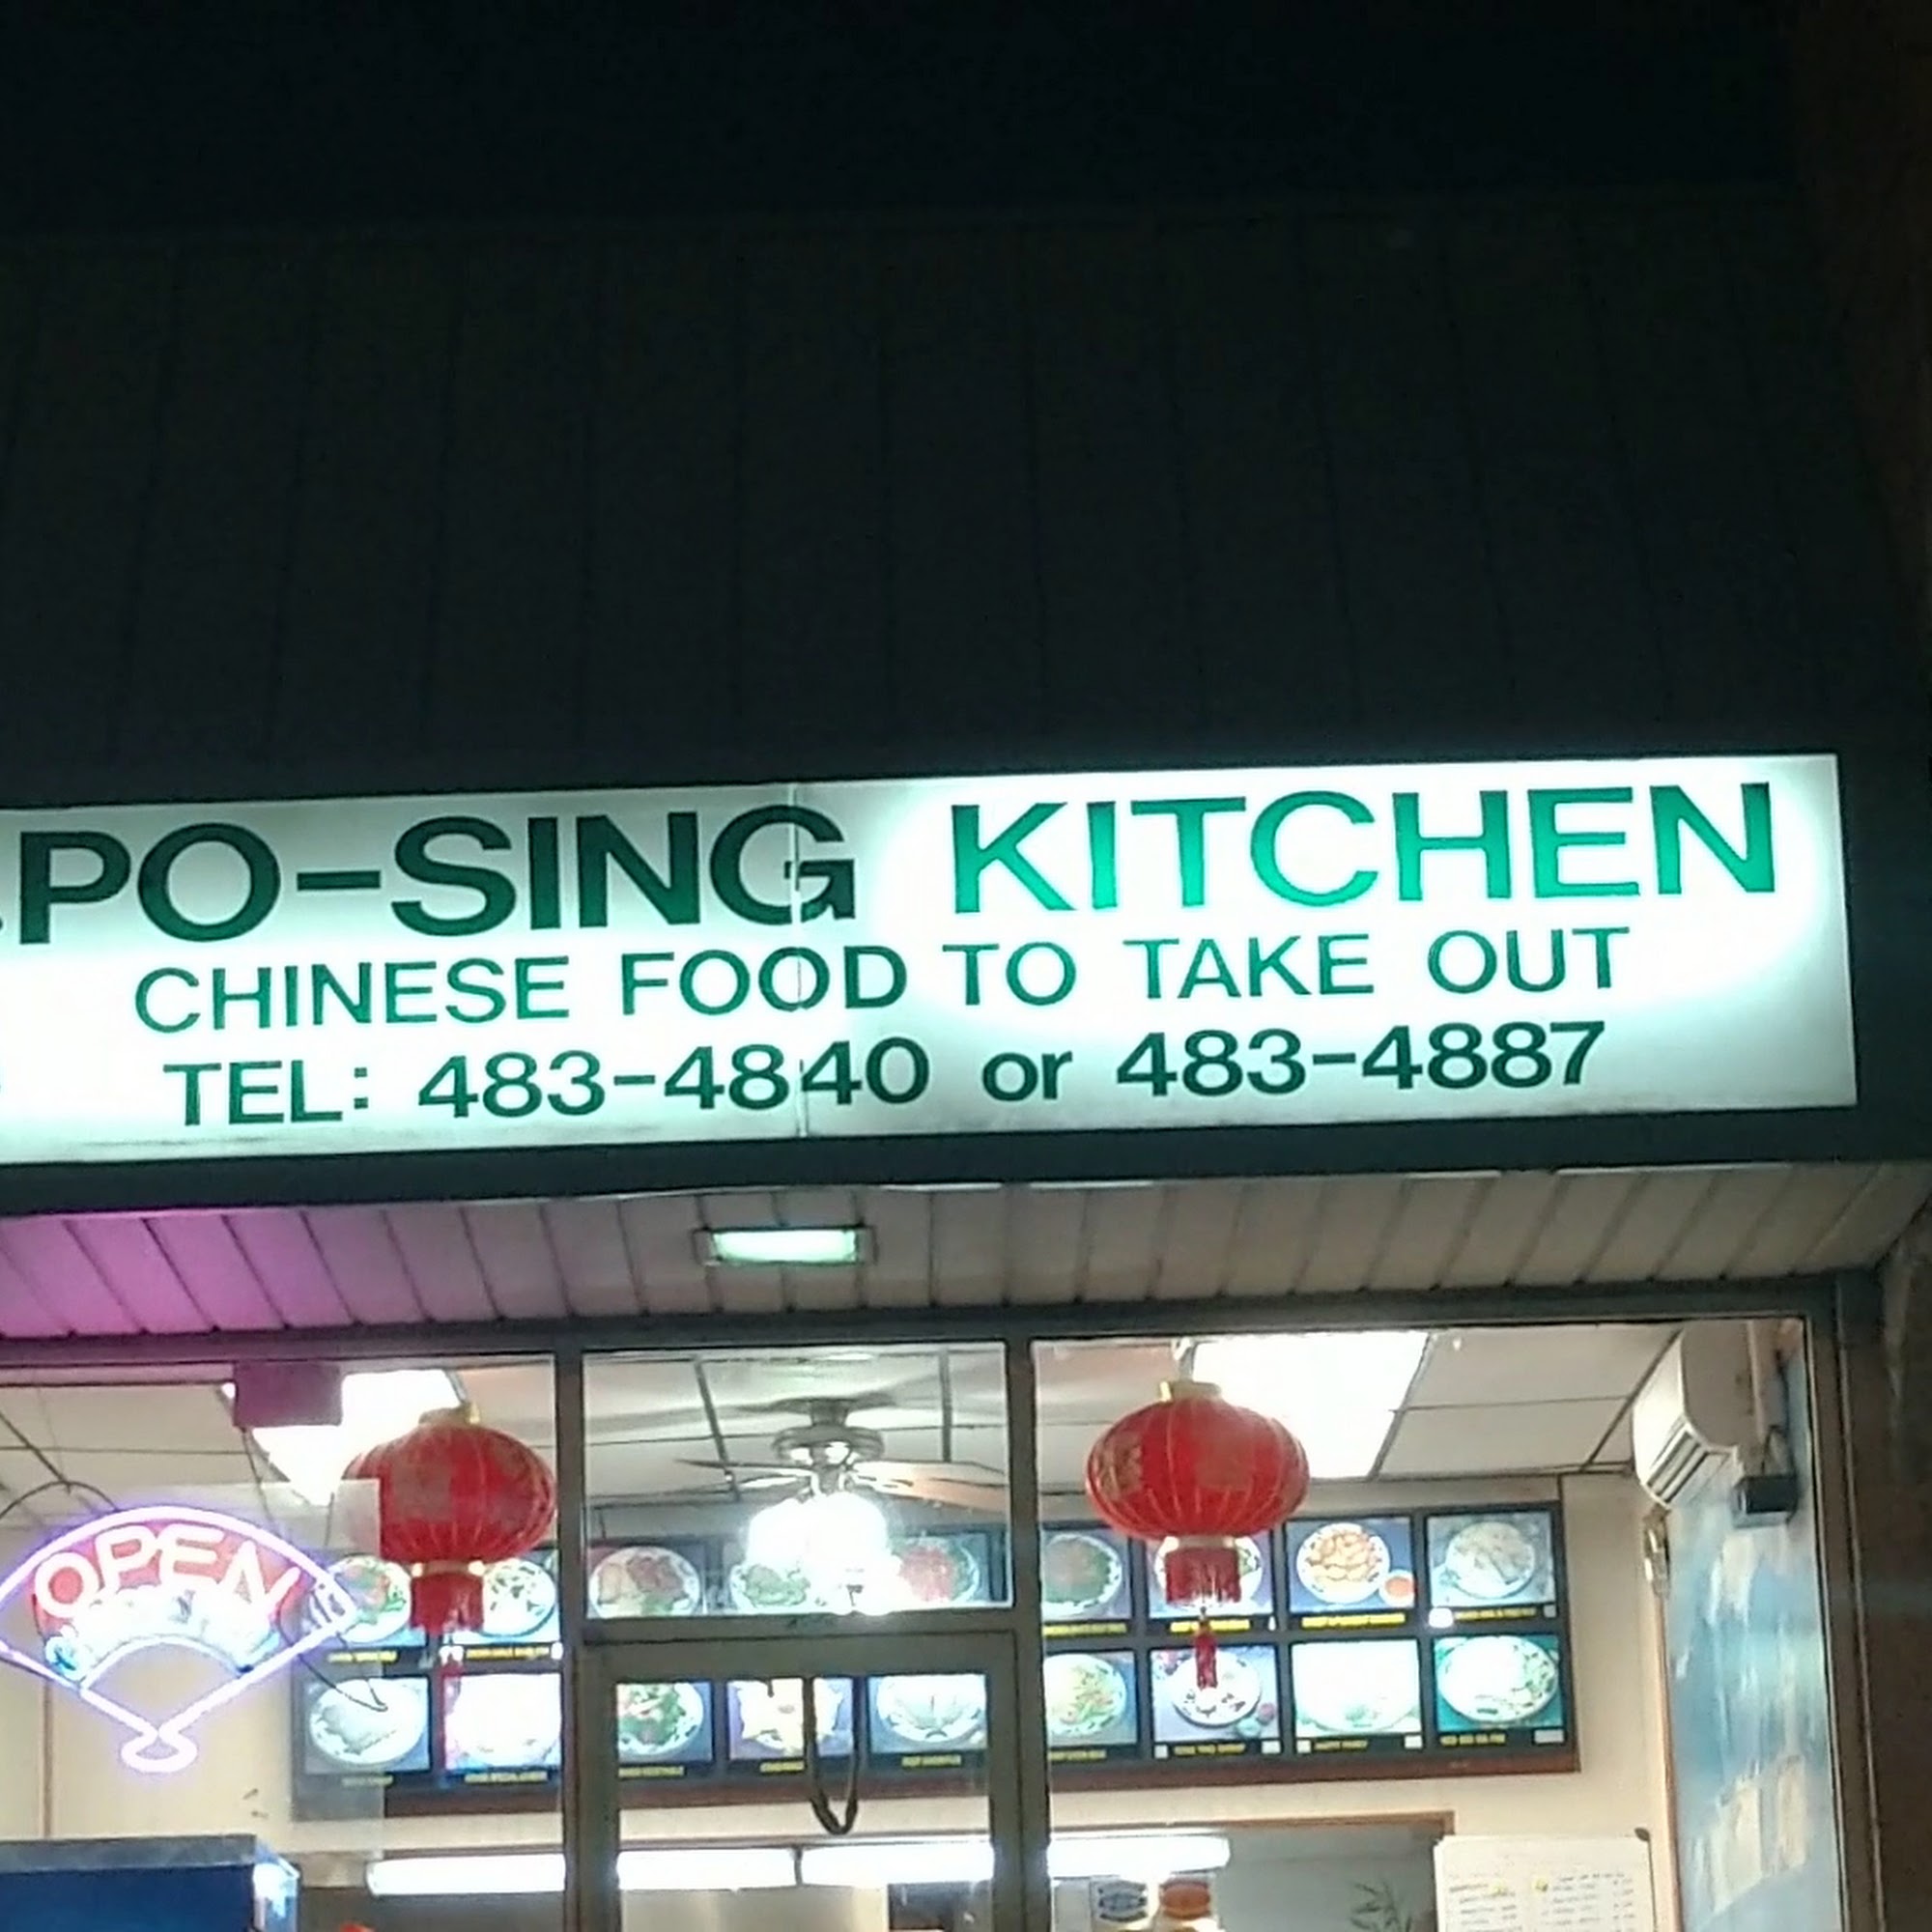 PO-SING KITCHEN
CHINESE FOOD TO TAKE OUT
TEL: 483-4840 or 483-4887
OPEN